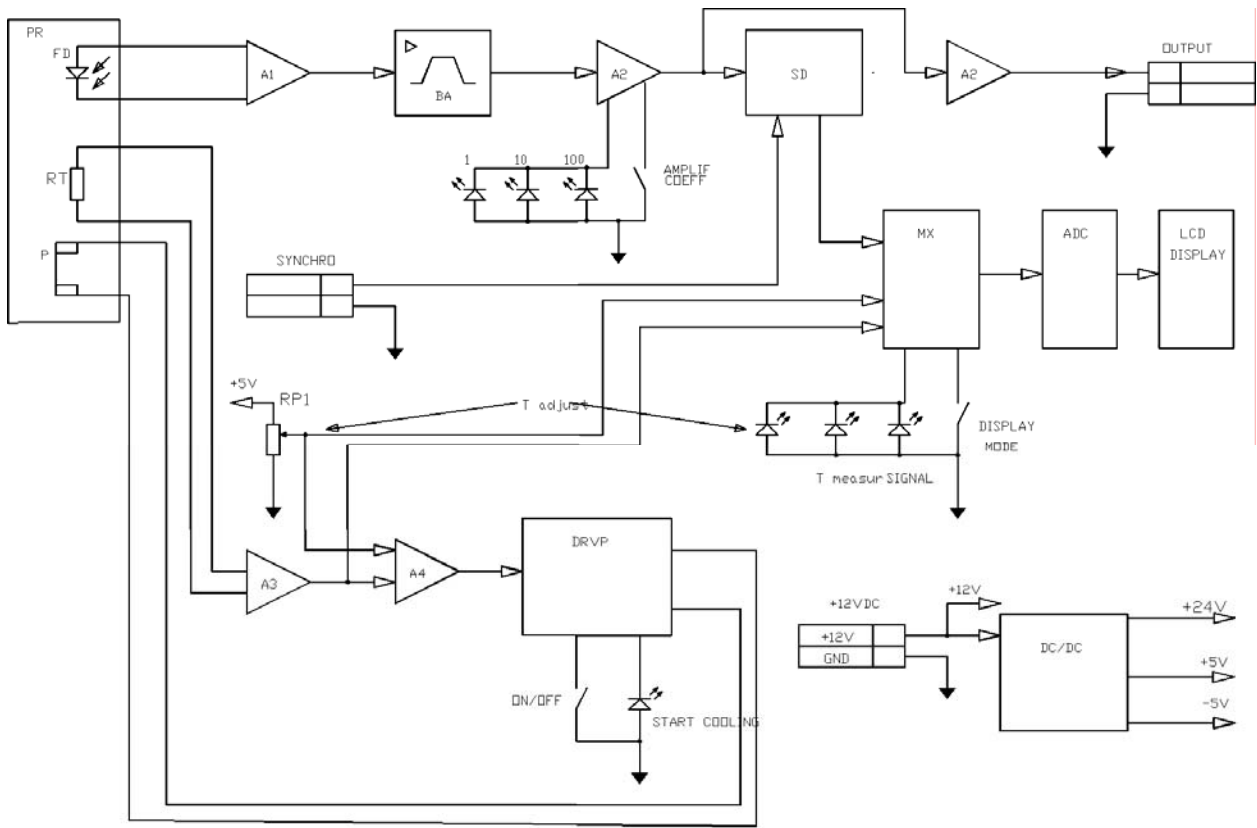 PR
FD
A1
BA
A2
SD
A2
OUTPUT
1 10 100
AMPLIF
COEFF
RT
P
SYNCHRO
MX
ADC
LCD
DISPLAY
+5V
RP1
T adjust
DISPLAY
MODE
T measur SIGNAL
A3
A4
DRVP
ON/OFF
START COOLING
+12VDC
+12V
GND
+12V
DC/DC
+24V
+5V
-5V